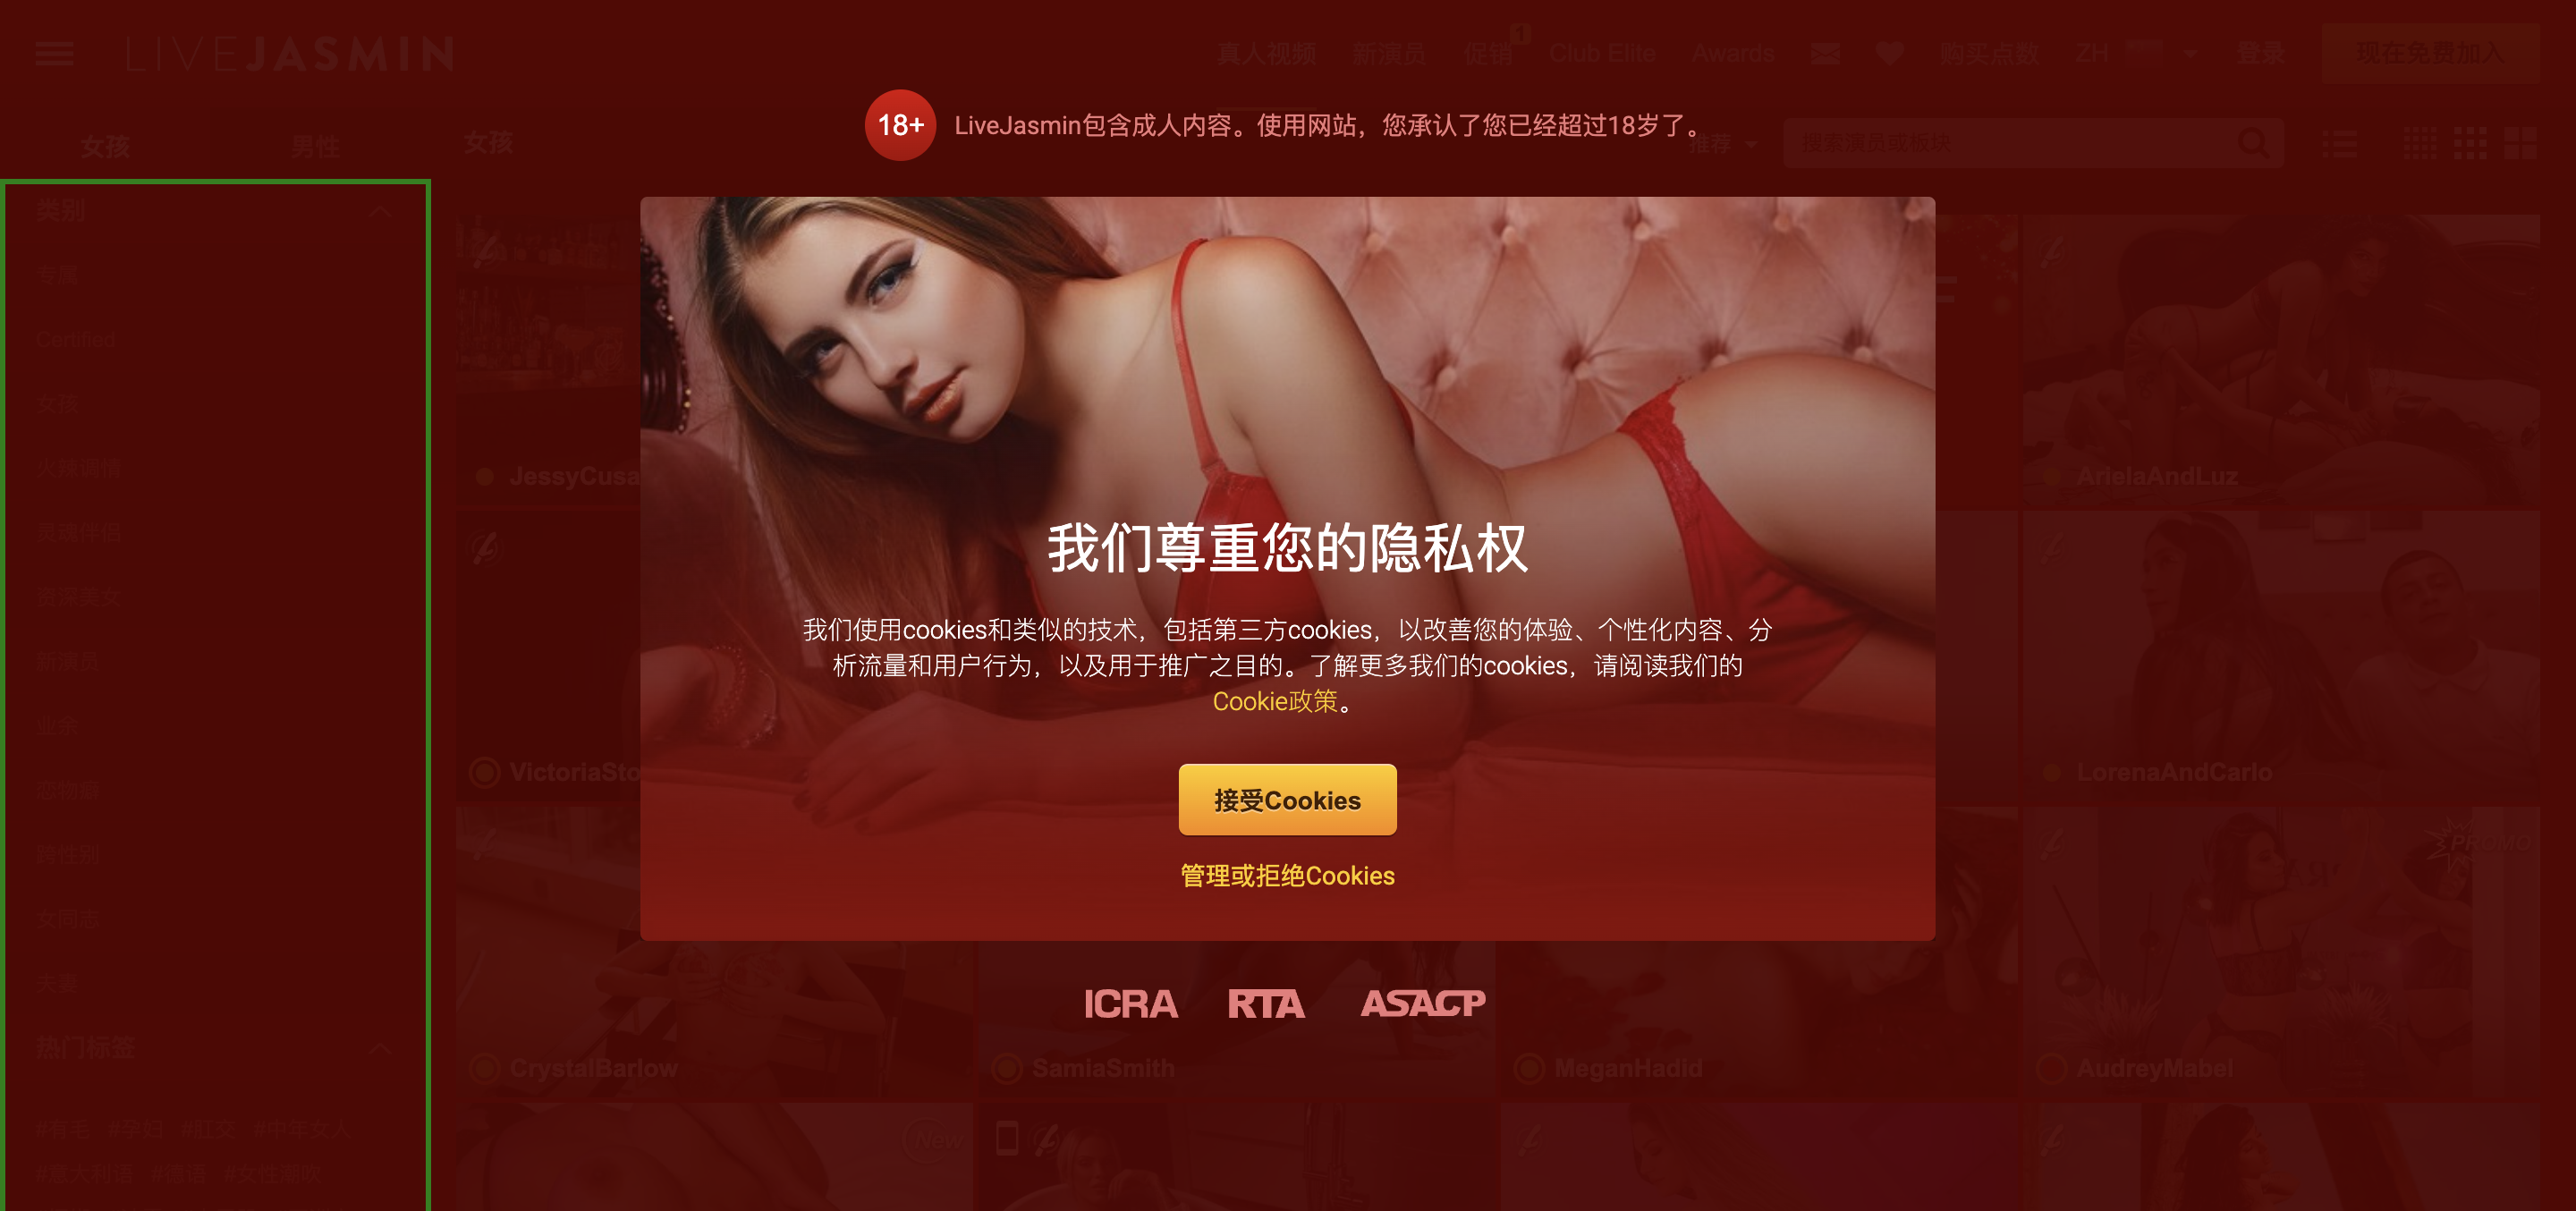 LIVEJASMIN
真人视频
新演员
促销
1
Club Elite
Awards
购买点数
ZH
登录
现在免费加入
18+
LiveJasmin包含成人内容。使用网站，您承认了您已经超过18岁了。
女孩
男性
女孩
推荐
搜索演员或板块
类别
专属
Certified
女孩
火辣调情
灵魂伴侣
资深美女
新演员
业余
恋物癖
跨性别
女同志
夫妻
热门标签
#有毛 #孕妇 #肛交 #中年女人
#意大利语 #德语 #女性潮吹
JessyCusa
ArielaAndLuz
我们尊重您的隐私权
我们使用cookies和类似的技术，包括第三方cookies，以改善您的体验、个性化内容、分
析流量和用户行为，以及用于推广之目的。了解更多我们的cookies，请阅读我们的
Cookie政策。
接受Cookies
管理或拒绝Cookies
VictoriaSto
LorenaAndCarlo
PROMO
ICRA
RTA
ASACP
CrystalBarlow
SamiaSmith
MeganHadid
AudreyMabel
New